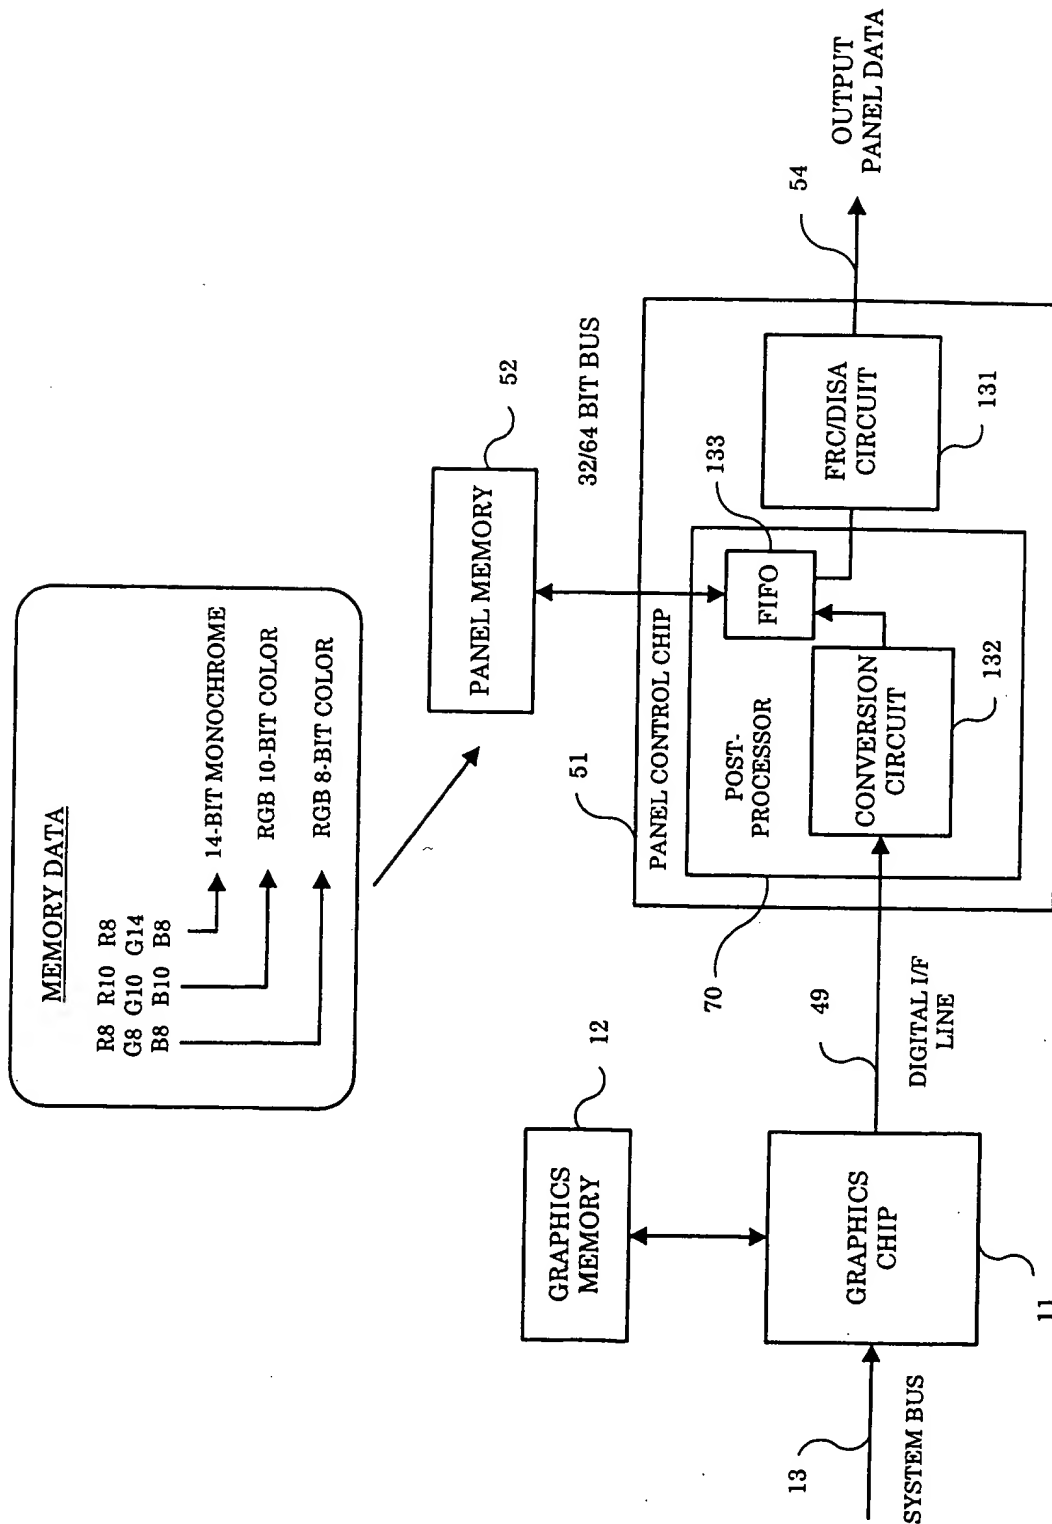 MEMORY DATA
R8 R10 R8
G8 G10 G14
B8 B10 B8
14-BIT MONOCHROME
RGB 10-BIT COLOR
RGB 8-BIT COLOR
12
GRAPHICS
MEMORY
PANEL MEMORY
52
32/64 BIT BUS
13
SYSTEM BUS
GRAPHICS
CHIP
11
49
DIGITAL I/F
LINE
51
PANEL CONTROL CHIP
70
POST-
PROCESSOR
CONVERSION
CIRCUIT
132
FIFO
133
FRC/DISA
CIRCUIT
131
54
OUTPUT
PANEL DATA